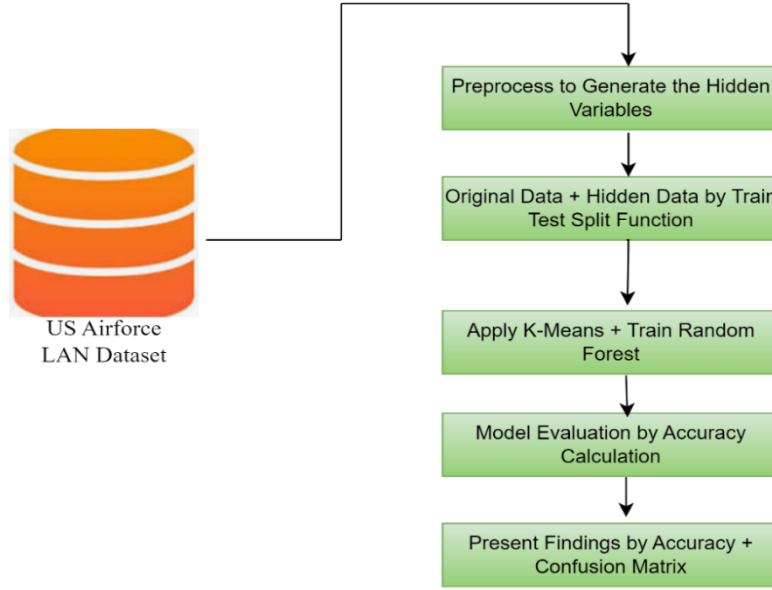 Preprocess to Generate the Hidden
Variables
Original Data + Hidden Data by Train
Test Split Function
US Airforce
LAN Dataset
Apply K-Means + Train Random
Forest
Model Evaluation by Accuracy
Calculation
Present Findings by Accuracy +
Confusion Matrix